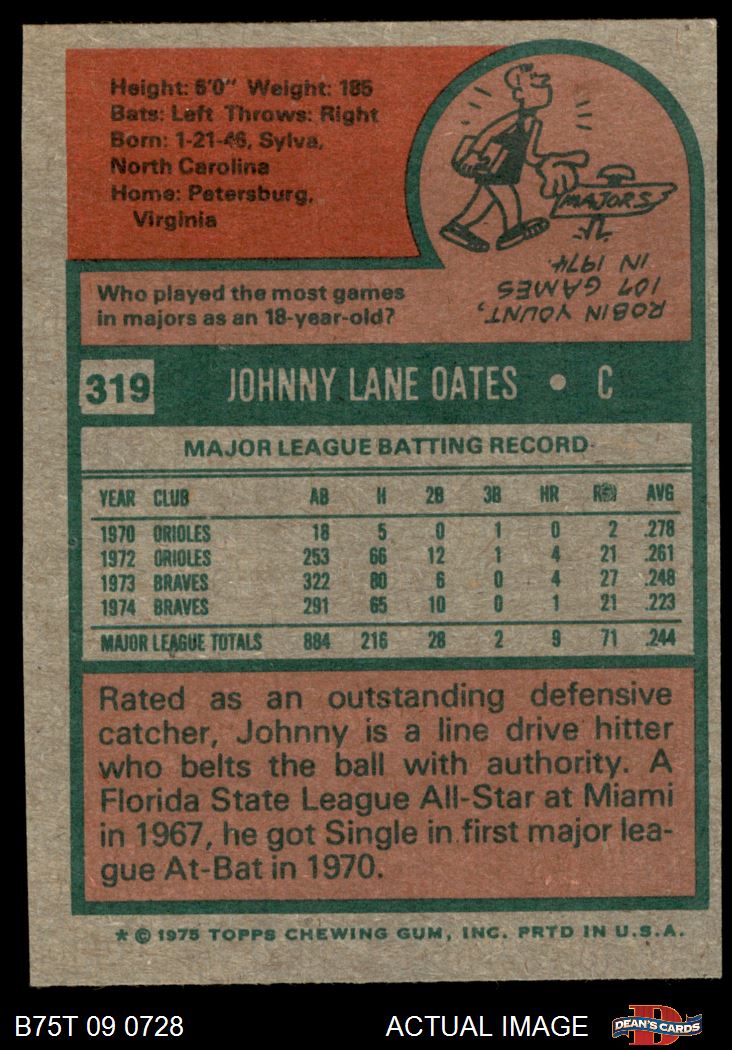 Height: 6'0" Weight: 185
Bats: Left Throws: Right
Born: 1-21-46, Sylva,
North Carolina
Home: Petersburg,
Virginia
MAJORS
ROBIN YOUNT,
107 GAMES
IN 1974.
Who played the most games
in majors as an 18-year-old?
319 JOHNNY LANE OATES • C
MAJOR LEAGUE BATTING RECORD
YEAR CLUB AB H 2B 3B HR RBI AVG
1970 ORIOLES 18 5 0 1 0 2 .278
1972 ORIOLES 253 66 12 1 4 21 .261
1973 BRAVES 322 80 6 0 4 27 .248
1974 BRAVES 291 65 10 0 1 21 .223
MAJOR LEAGUE TOTALS 884 216 28 2 9 71 .244
Rated as an outstanding defensive
catcher, Johnny is a line drive hitter
who belts the ball with authority. A
Florida State League All-Star at Miami
in 1967, he got Single in first major lea-
gue At-Bat in 1970.
* © 1975 TOPPS CHEWING GUM, INC. PRTD IN U.S.A.
B75T 09 0728 ACTUAL IMAGE D DEAN'S CARDS